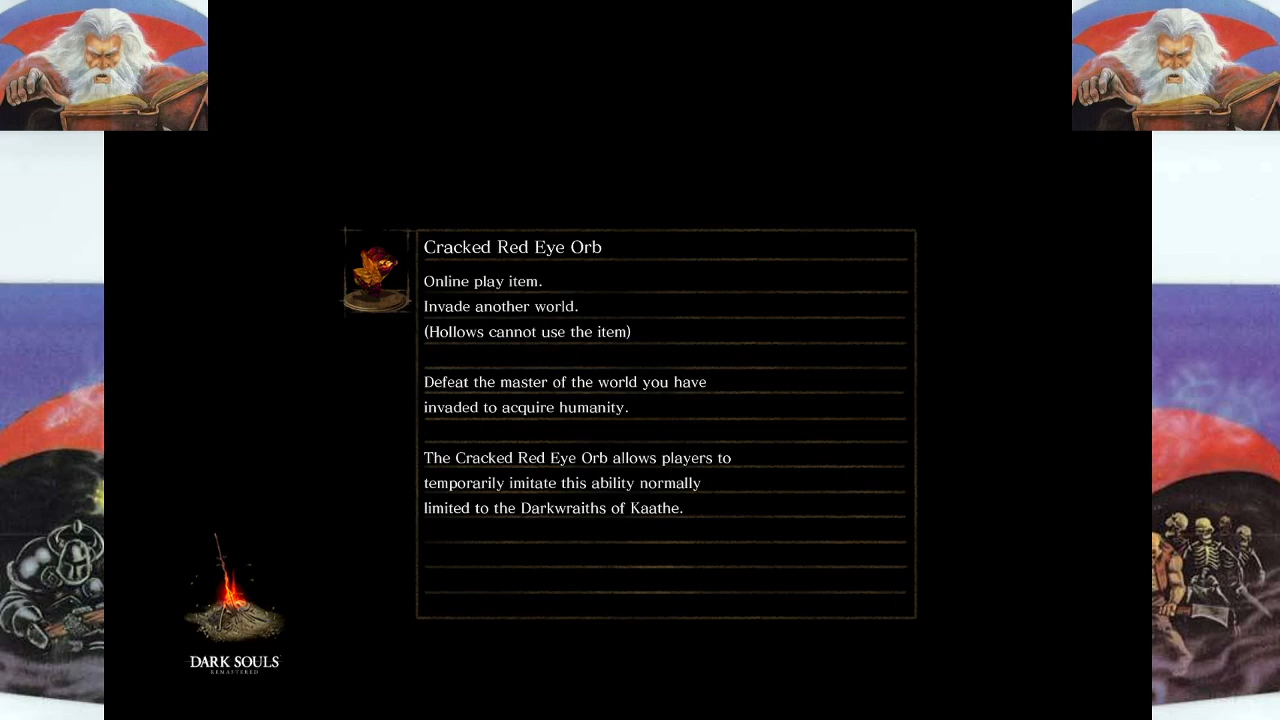 Cracked Red Eye Orb
Online play item.
Invade another world.
(Hollows cannot use the item)
Defeat the master of the world you have
invaded to acquire humanity.
The Cracked Red Eye Orb allows players to
temporarily imitate this ability normally
limited to the Darkwraiths of Kaathe.
DARK SOULS
REMASTERED